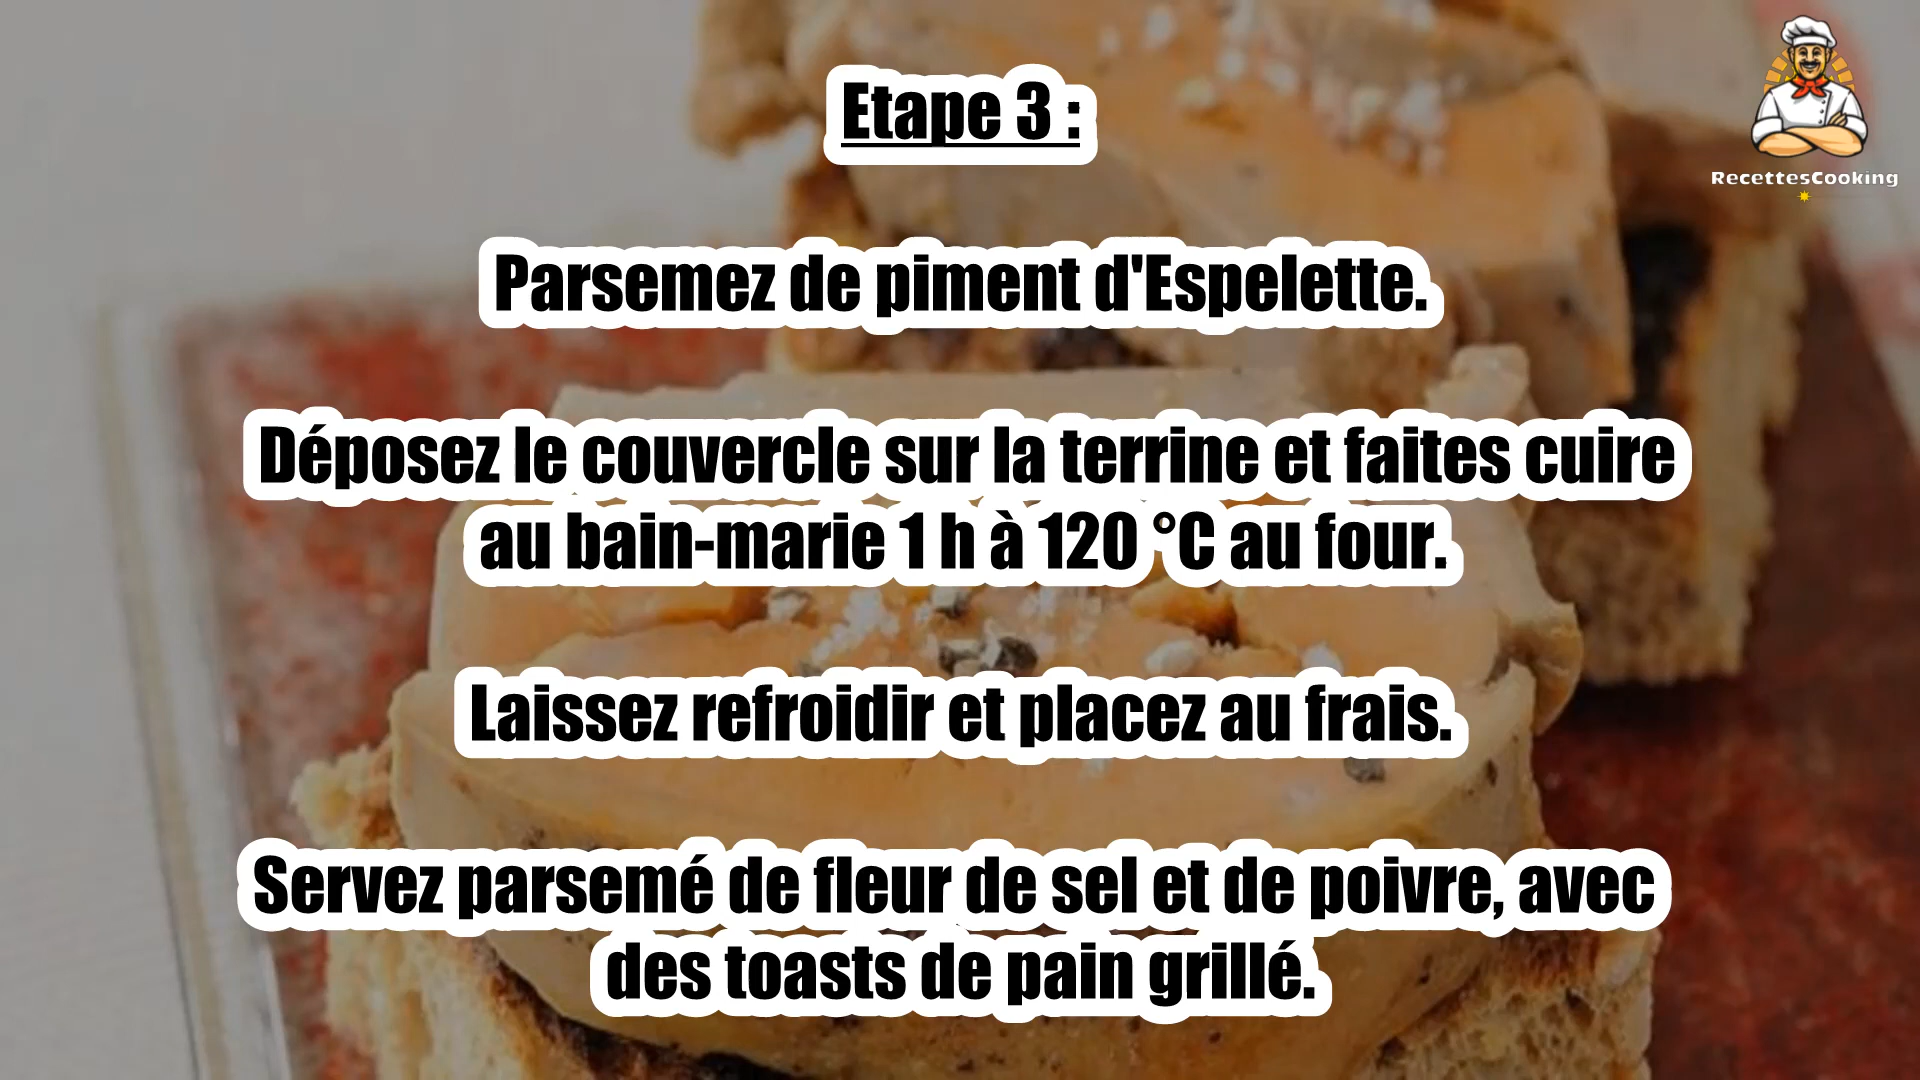 Etape 3 :
RecettesCooking
Parsemez de piment d'Espelette.
Déposez le couvercle sur la terrine et faites cuire
au bain-marie 1 h à 120 °C au four.
Laissez refroidir et placez au frais.
Servez parsemé de fleur de sel et de poivre, avec
des toasts de pain grillé.